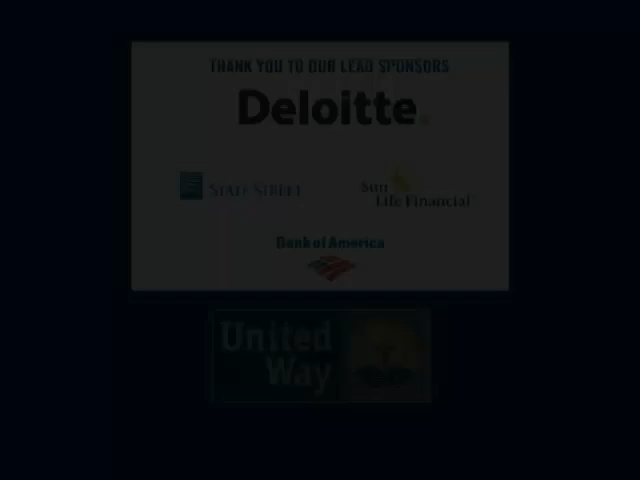 THANK YOU TO OUR LEAD SPONSORS
Deloitte.
STATE STREET
Sun
Life Financial
Bank of America
United
Way